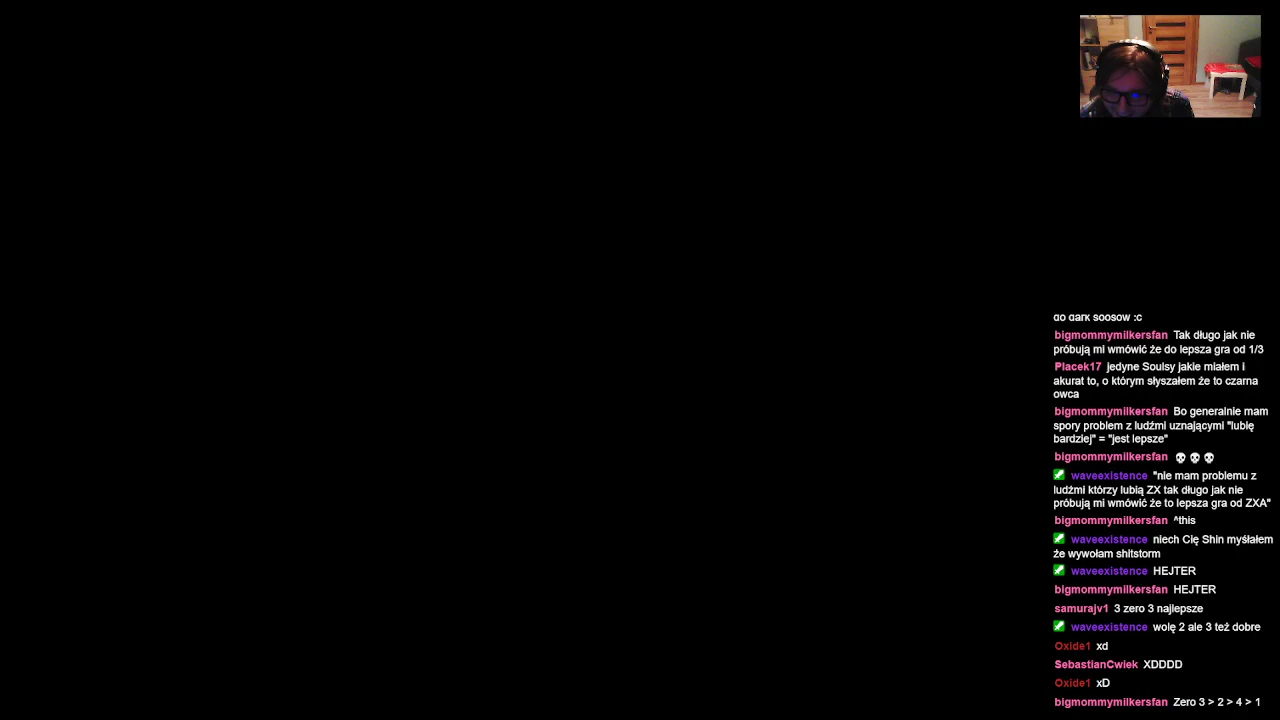 do dark soosów :c
bigmommymilkersfan Tak długo jak nie
próbują mi wmówić że do lepsza gra od 1/3
Placek17 jedyne Soulsy jakie miałem i
akurat to, o którym słyszałem że to czarna
owca
bigmommymilkersfan Bo generalnie mam
spory problem z ludźmi uznającymi "lubię
bardziej" = "jest lepsze"
bigmommymilkersfan 💀💀💀
waveexistence "nie mam problemu z
ludźmi którzy lubią ZX tak długo jak nie
próbują mi wmówić że to lepsza gra od ZXA"
bigmommymilkersfan ^this
waveexistence niech Cię Shin myślałem
że wywołam shitstorm
waveexistence HEJTER
bigmommymilkersfan HEJTER
samurajv1 3 zero 3 najlepsze
waveexistence wolę 2 ale 3 też dobre
Oxide1 xd
SebastianCwiek XDDDD
Oxide1 xD
bigmommymilkersfan Zero 3 > 2 > 4 > 1